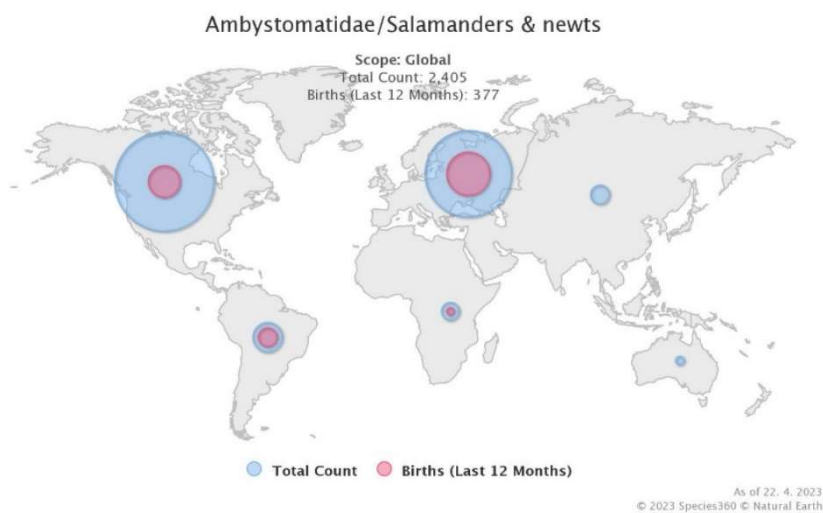 Ambystomatidae/Salamanders & newts
Scope: Global
Total Count: 2,405
Births (Last 12 Months): 377
Total Count
Births (Last 12 Months)
As of 22. 4. 2023
© 2023 Species360 © Natural Earth